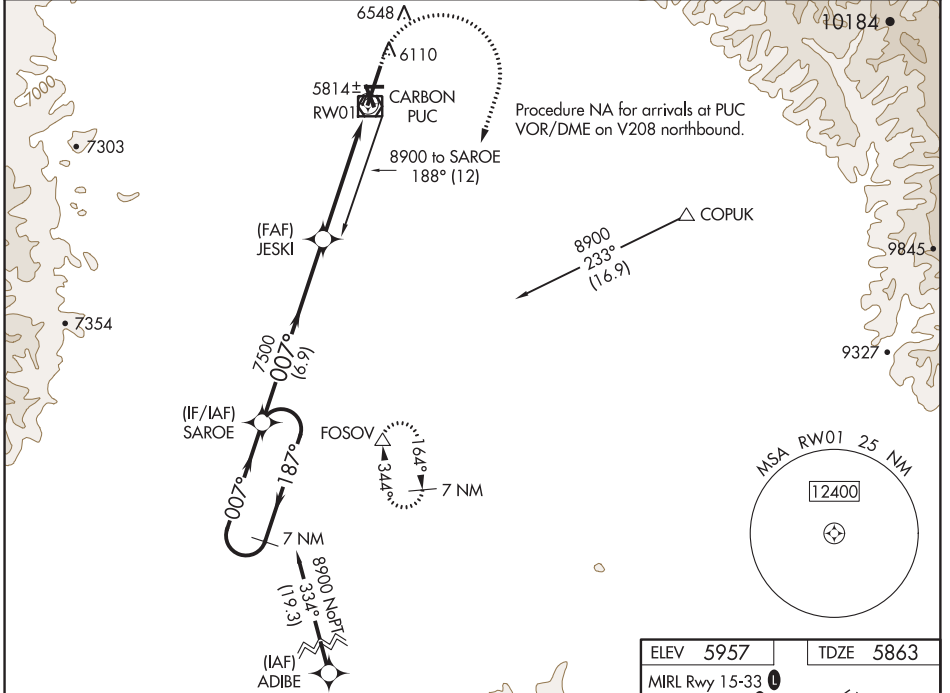 6548
10184
6110
7000
5814±
RW01
CARBON
PUC
Procedure NA for arrivals at PUC
VOR/DME on V208 northbound.
7303
8900 to SAROE
188° (12)
COPUK
(FAF)
JESKI
8900
233°
(16.9)
9845
7354
7500
007°
(6.9)
9327
(IF/IAF)
SAROE
FOSOV
164°
344°
7 NM
187°
007°
7 NM
MSA RW01 25 NM
12400
8900 NoPT
334°
(19.3)
(IAF)
ADIBE
ELEV 5957
TDZE 5863
MIRL Rwy 15-33 L